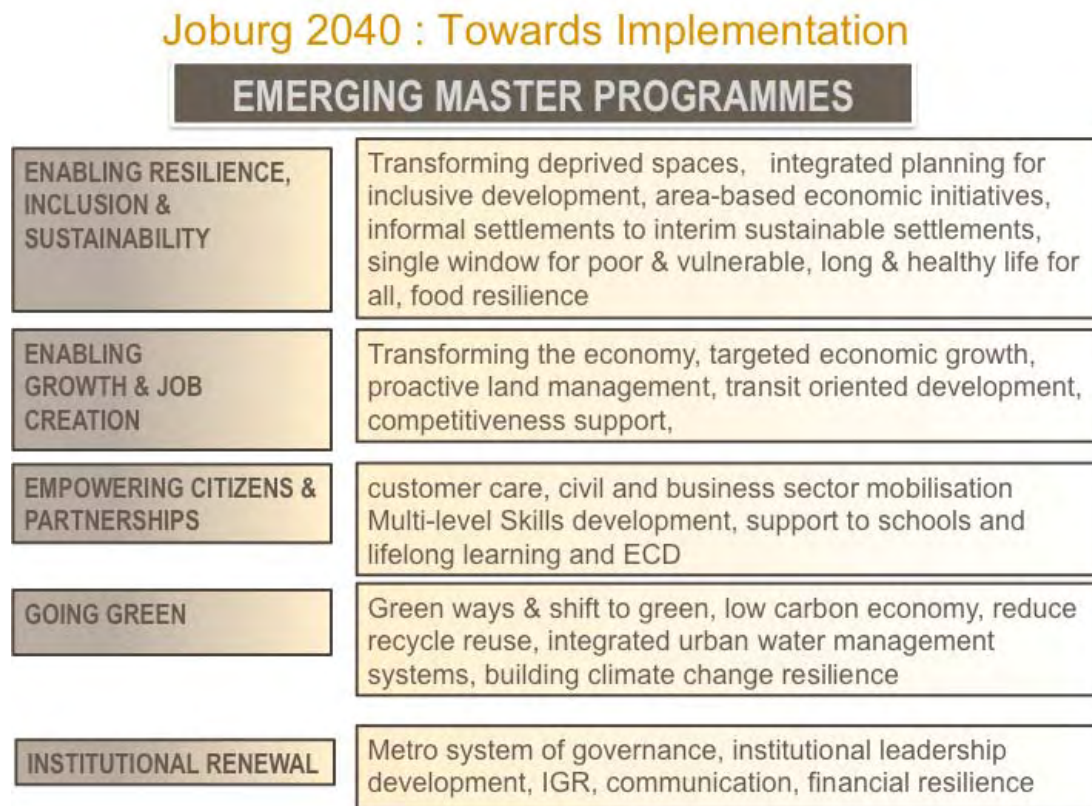 Joburg 2040 : Towards Implementation
EMERGING MASTER PROGRAMMES
ENABLING RESILIENCE,
INCLUSION &
SUSTAINABILITY
Transforming deprived spaces, integrated planning for
inclusive development, area-based economic initiatives,
informal settlements to interim sustainable settlements,
single window for poor & vulnerable, long & healthy life for
all, food resilience
ENABLING
GROWTH & JOB
CREATION
Transforming the economy, targeted economic growth,
proactive land management, transit oriented development,
competitiveness support,
EMPOWERING CITIZENS &
PARTNERSHIPS
customer care, civil and business sector mobilisation
Multi-level Skills development, support to schools and
lifelong learning and ECD
GOING GREEN
Green ways & shift to green, low carbon economy, reduce
recycle reuse, integrated urban water management
systems, building climate change resilience
INSTITUTIONAL RENEWAL
Metro system of governance, institutional leadership
development, IGR, communication, financial resilience